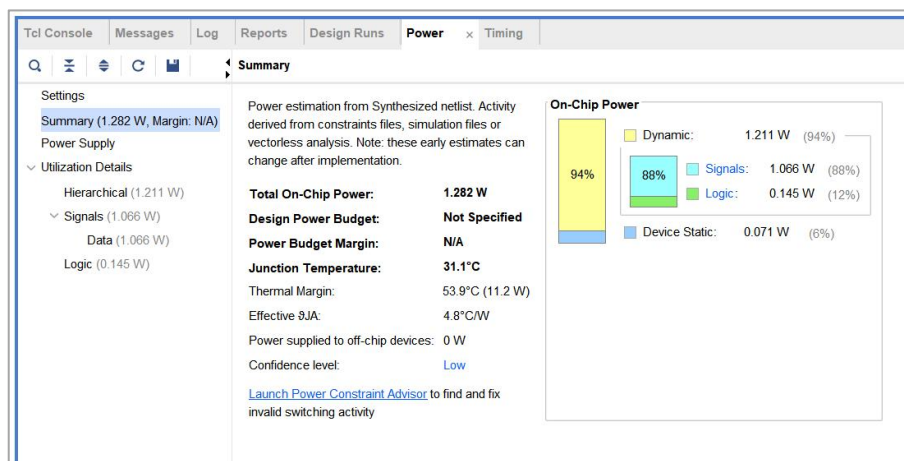 Tcl Console Messages Log Reports Design Runs Power × Timing
Summary
Settings
Summary (1.282 W, Margin: N/A)
Power Supply
Utilization Details
Hierarchical (1.211 W)
Signals (1.066 W)
Data (1.066 W)
Logic (0.145 W)
Power estimation from Synthesized netlist. Activity
derived from constraints files, simulation files or
vectorless analysis. Note: these early estimates can
change after implementation.
Total On-Chip Power: 1.282 W
Design Power Budget: Not Specified
Power Budget Margin: N/A
Junction Temperature: 31.1°C
Thermal Margin: 53.9°C (11.2 W)
Effective ϑJA: 4.8°C/W
Power supplied to off-chip devices: 0 W
Confidence level: Low
Launch Power Constraint Advisor to find and fix
invalid switching activity
On-Chip Power
94%
Dynamic: 1.211 W (94%)
88%
Signals: 1.066 W (88%)
Logic: 0.145 W (12%)
Device Static: 0.071 W (6%)